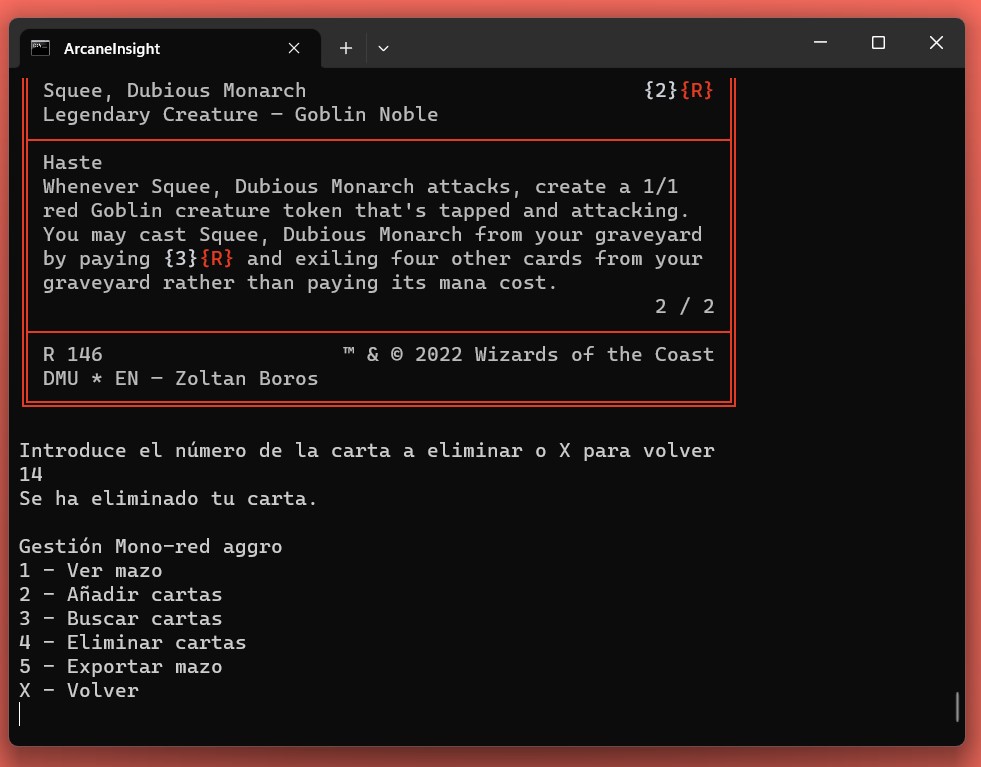 ArcaneInsight
Squee, Dubious Monarch {2}{R}
Legendary Creature – Goblin Noble
Haste
Whenever Squee, Dubious Monarch attacks, create a 1/1
red Goblin creature token that's tapped and attacking.
You may cast Squee, Dubious Monarch from your graveyard
by paying {3}{R} and exiling four other cards from your
graveyard rather than paying its mana cost.
2 / 2
R 146 ™ & © 2022 Wizards of the Coast
DMU * EN – Zoltan Boros
Introduce el número de la carta a eliminar o X para volver
14
Se ha eliminado tu carta.
Gestión Mono-red aggro
1 – Ver mazo
2 – Añadir cartas
3 – Buscar cartas
4 – Eliminar cartas
5 – Exportar mazo
X – Volver